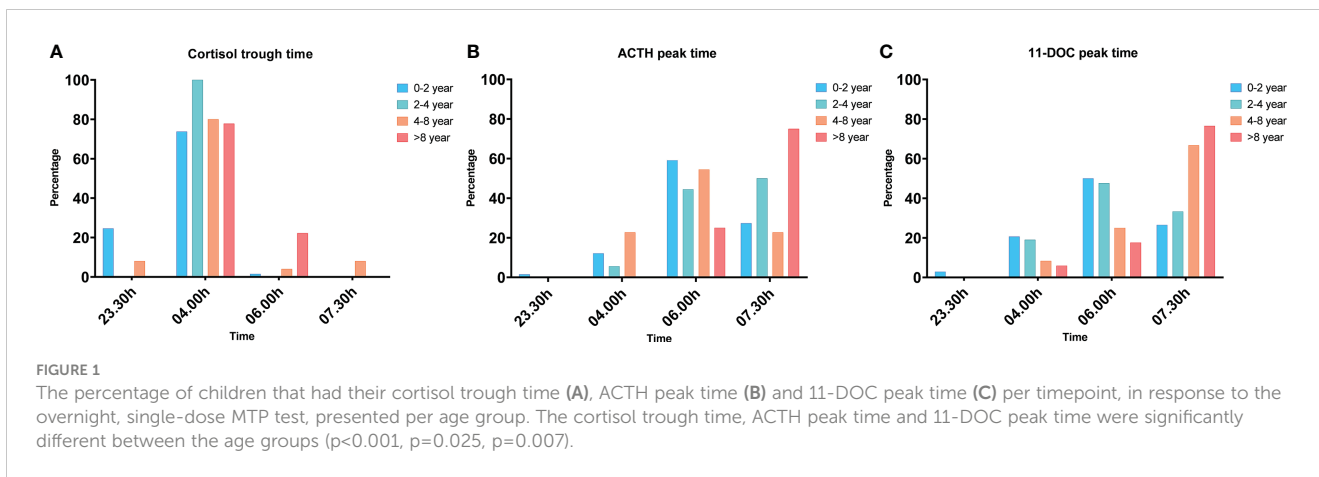 A
Cortisol trough time
100
80
60
40
20
0
Percentage
23.30h
04.00h
06.00h
07.30h
Time
0-2 year
2-4 year
4-8 year
>8 year
B
ACTH peak time
100
80
60
40
20
0
Percentage
23.30h
04.00h
06.00h
07.30h
Time
0-2 year
2-4 year
4-8 year
>8 year
C
11-DOC peak time
100
80
60
40
20
0
Percentage
23.30h
04.00h
06.00h
07.30h
Time
0-2 year
2-4 year
4-8 year
>8 year
FIGURE 1
The percentage of children that had their cortisol trough time (A), ACTH peak time (B) and 11-DOC peak time (C) per timepoint, in response to the
overnight, single-dose MTP test, presented per age group. The cortisol trough time, ACTH peak time and 11-DOC peak time were significantly
different between the age groups (p<0.001, p=0.025, p=0.007).